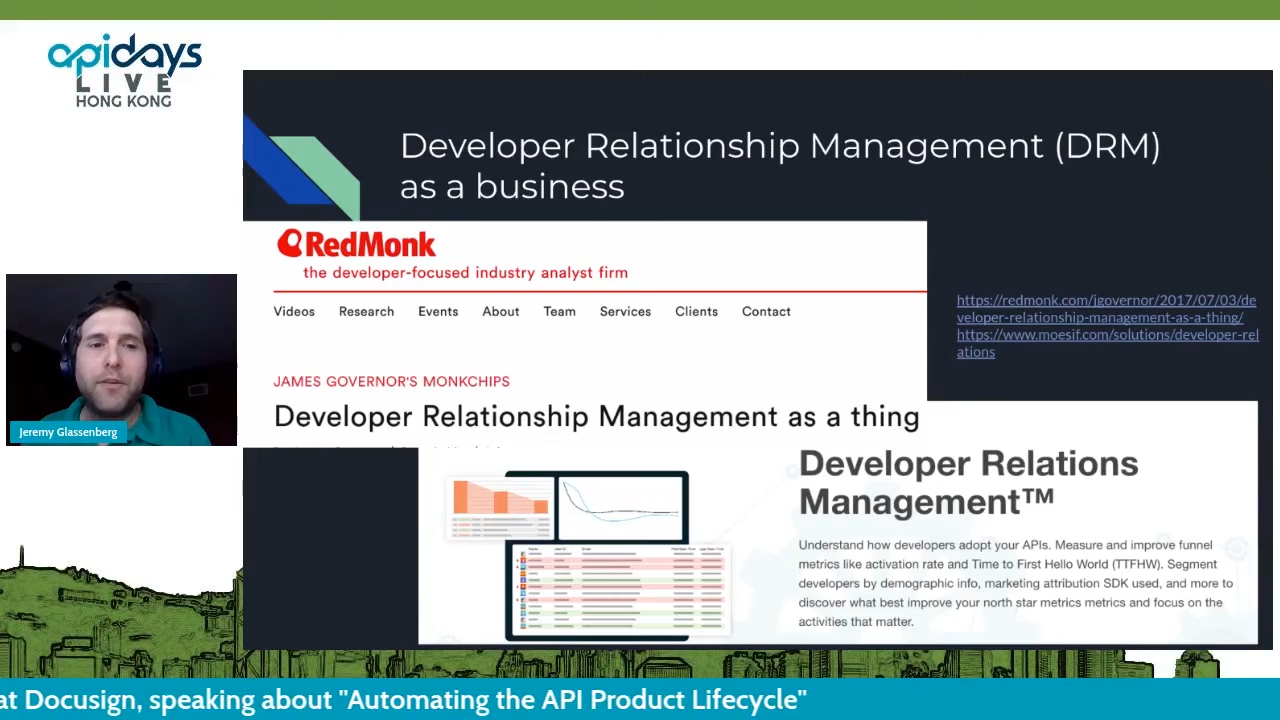 apidays
LIVE
HONG KONG
Developer Relationship Management (DRM)
as a business
RedMonk
the developer-focused industry analyst firm
Videos Research Events About Team Services Clients Contact
JAMES GOVERNOR'S MONKCHIPS
Developer Relationship Management as a thing
https://redmonk.com/jgovernor/2017/07/03/de
veloper-relationship-management-as-a-thing/
https://www.moesif.com/solutions/developer-rel
ations
Jeremy Glassenberg
Developer Relations
Management™
Understand how developers adopt your APIs. Measure and improve funnel
metrics like activation rate and Time to First Hello World (TTFHW). Segment
developers by demographic info, marketing attribution SDK used, and more to
discover what best improve your north star metrics metrics and focus on the
activities that matter.
at Docusign, speaking about "Automating the API Product Lifecycle"